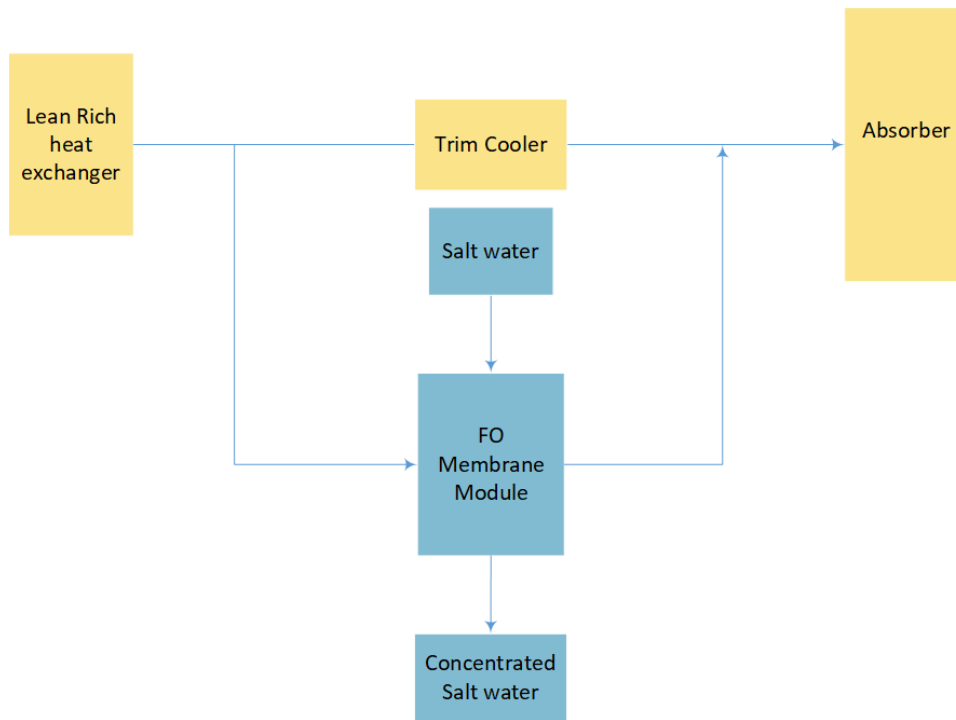 Lean Rich
heat
exchanger
Trim Cooler
Absorber
Salt water
FO
Membrane
Module
Concentrated
Salt water